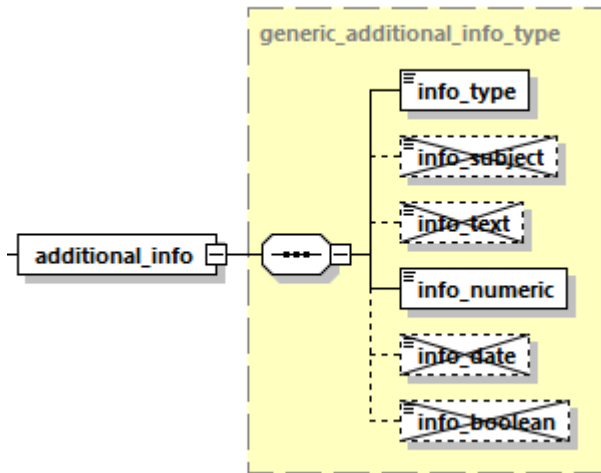 generic_additional_info_type
info_type
info_subject
info_text
additional_info
info_numeric
info_date
info_boolean